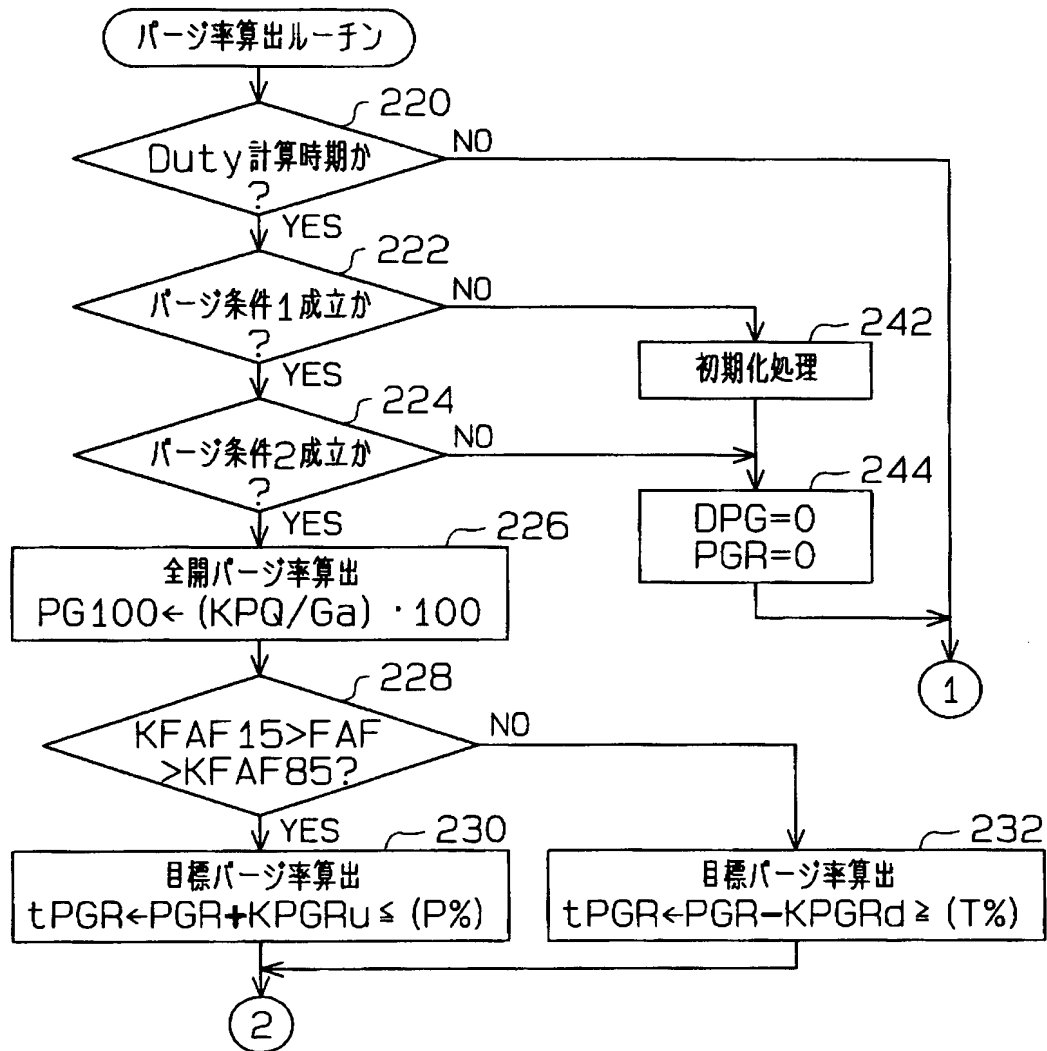 パージ率算出ルーチン
220
Duty計算時期か
?
NO
YES
222
パージ条件1成立か
?
NO
YES
242
初期化処理
224
パージ条件2成立か
?
NO
YES
244
DPG=0
PGR=0
226
全開パージ率算出
PG100←(KPQ/Ga)・100
1
228
KFAF15>FAF
>KFAF85?
NO
YES
230
目標パージ率算出
tPGR←PGR+KPGRu≦(P%)
232
目標パージ率算出
tPGR←PGR-KPGRd≧(T%)
2